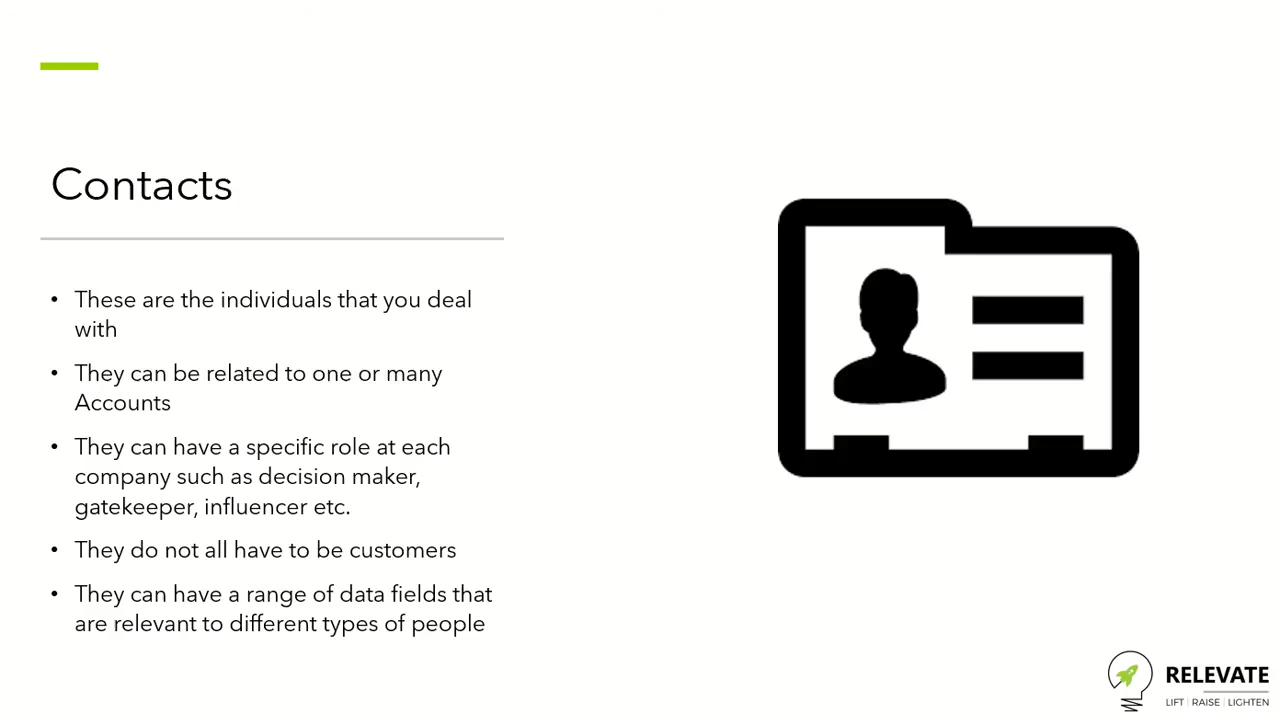 Contacts
• These are the individuals that you deal
with
• They can be related to one or many
Accounts
• They can have a specific role at each
company such as decision maker,
gatekeeper, influencer etc.
• They do not all have to be customers
• They can have a range of data fields that
are relevant to different types of people
RELEVATE
LIFT | RAISE | LIGHTEN